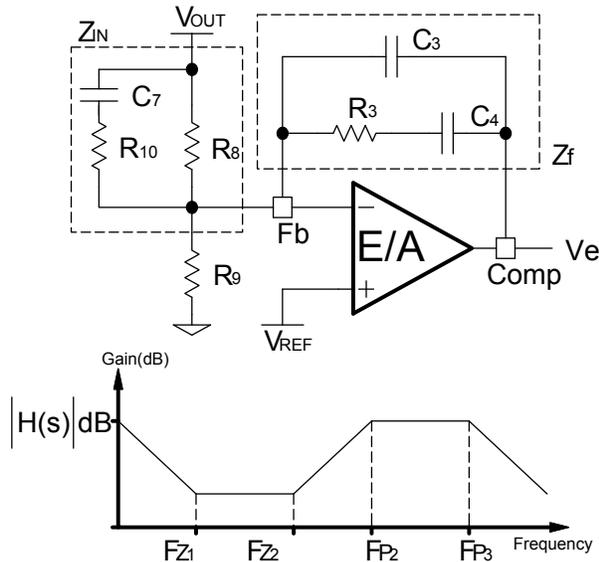 VOUT
ZIN
C3
C7
R3
C4
R10
R8
Zf
Fb
E/A
Ve
R9
Comp
VREF
Gain(dB)
|H(s)|dB
FZ1
FZ2
FP2
FP3
Frequency